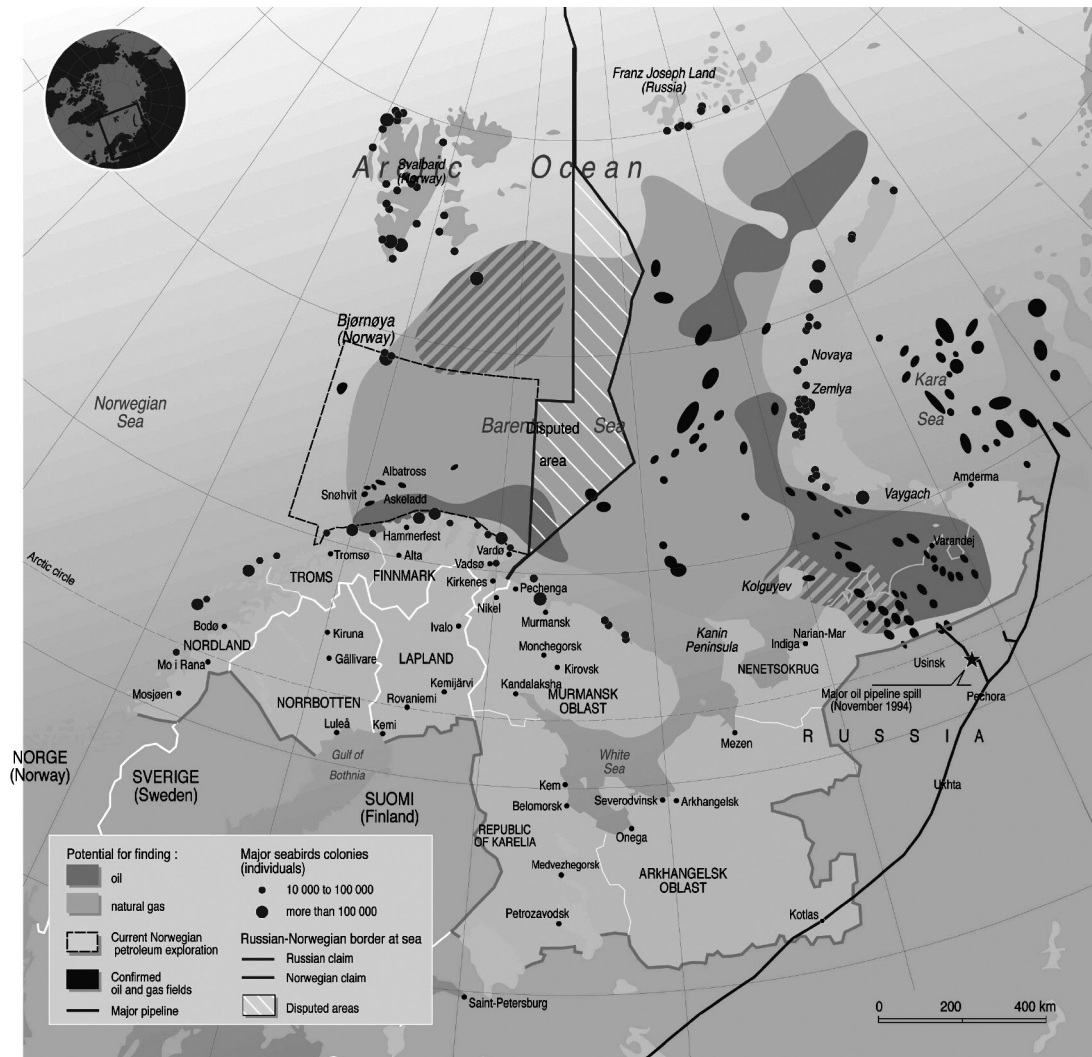 Franz Joseph Land
(Russia)
Arctic Ocean
Svalbard
(Norway)
Bjørnøya
(Norway)
Norwegian
Sea
Novaya
Zemlya
Kara
Sea
Barents Sea
Disputed
area
Albatross
Snøhvit
Askeladd
Amderma
Vaygach
Hammerfest
Varandej
Arctic circle
Tromsø
Alta
Vardø
Vadsø
TROMS
FINNMARK
Kirkenes
Pechenga
Kolguyev
Nikel
Murmansk
Bodø
Kiruna
Ivalo
Kanin
Peninsula
Narian-Mar
Indiga
NORDLAND
Monchegorsk
Mo i Rana
Gällivare
LAPLAND
Kirovsk
NENETSOKRUG
Usinsk
Mosjøen
Kemijärvi
Kandalaksha
MURMANSK
OBLAST
Major oil pipeline spill
(November 1994)
Pechora
NORRBOTTEN
Rovaniemi
Luleå
Kemi
Mezen
RUSSIA
NORGE
(Norway)
Gulf of
Bothnia
White
Sea
SVERIGE
(Sweden)
SUOMI
(Finland)
Kem
Ukhta
Belomorsk
Severodvinsk
Arkhangelsk
REPUBLIC
OF KARELIA
Onega
Medvezhegorsk
ARkHANGELSK
OBLAST
Petrozavodsk
Kotlas
Saint-Petersburg
Potential for finding :
oil
natural gas
Current Norwegian
petroleum exploration
Confirmed
oil and gas fields
Major pipeline
Major seabirds colonies
(individuals)
10 000 to 100 000
more than 100 000
Russian-Norwegian border at sea
Russian claim
Norwegian claim
Disputed areas
0 200 400 km